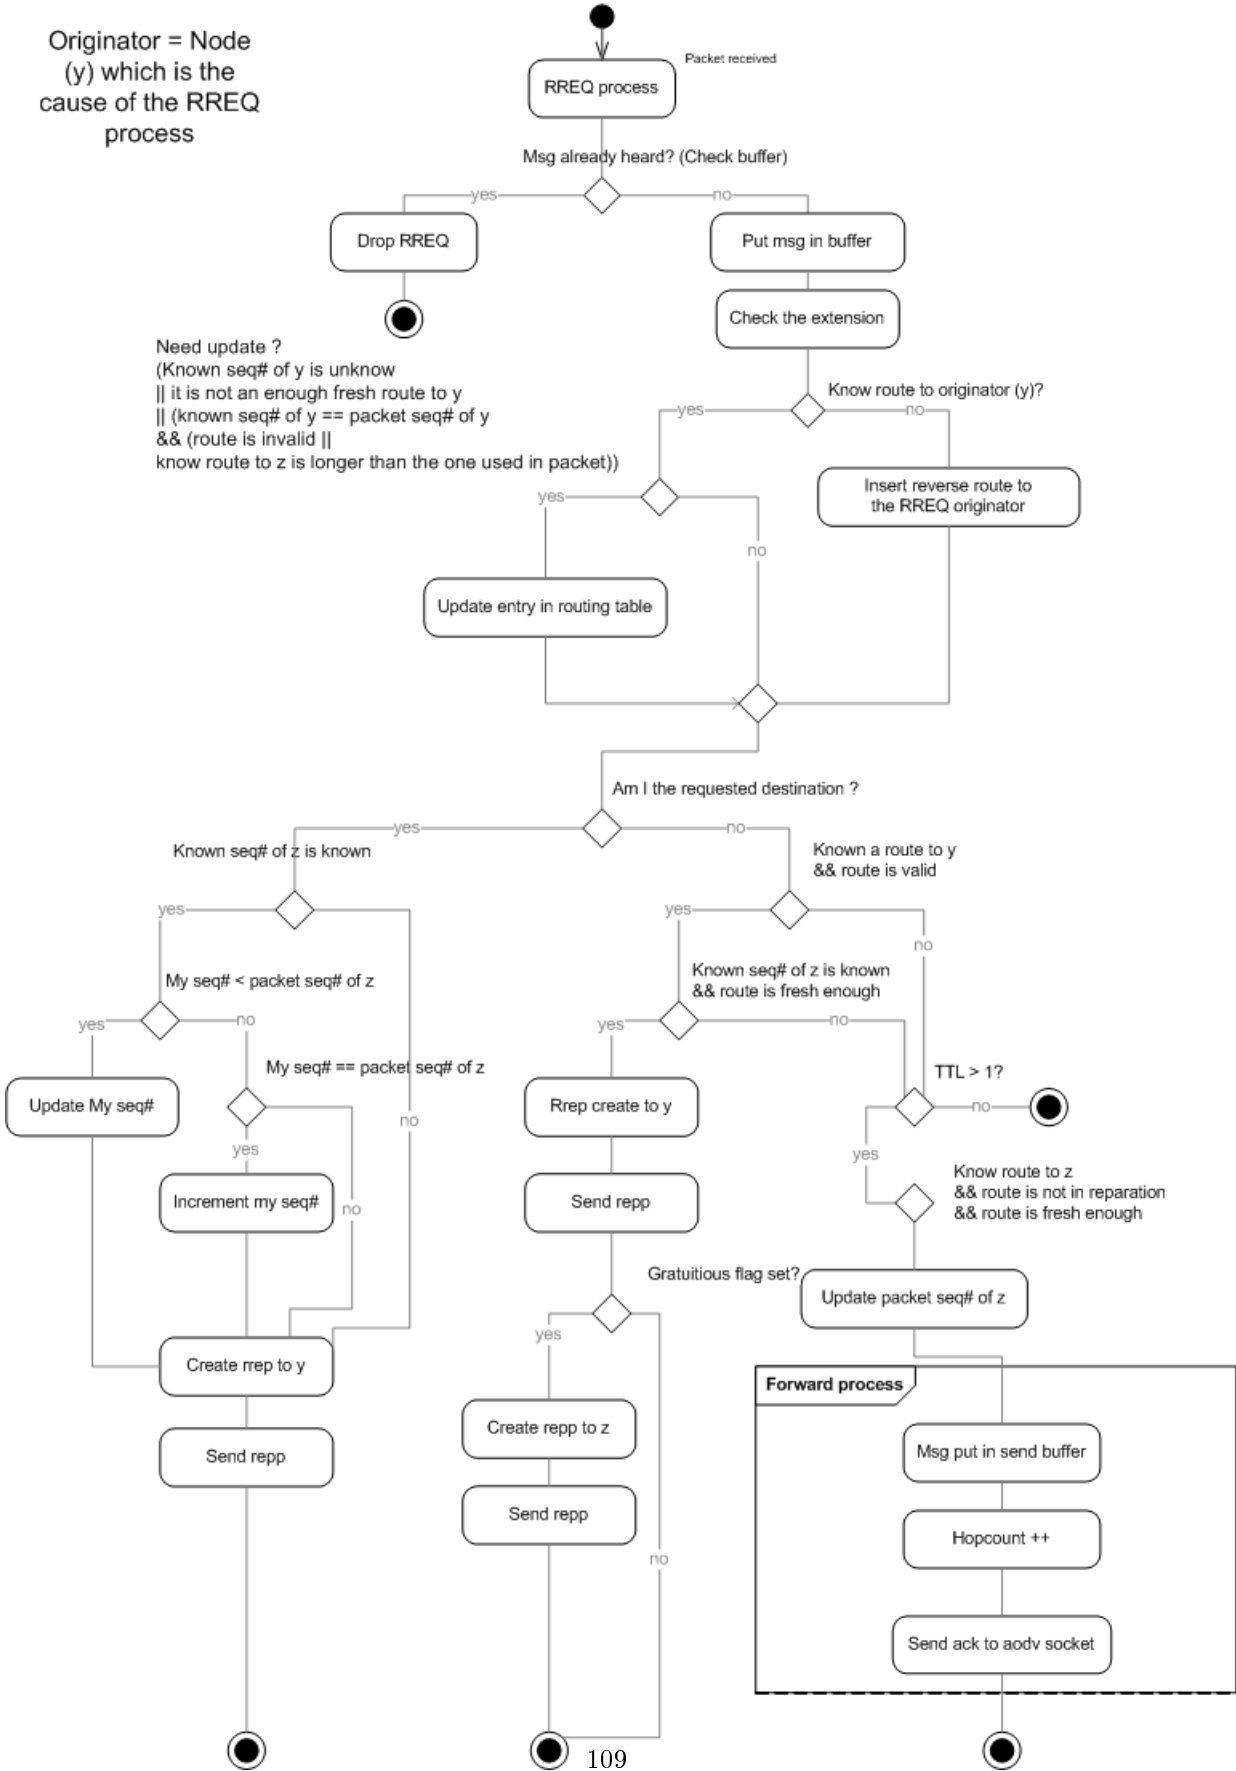 Originator = Node
(y) which is the
cause of the RREQ
process
Packet received
RREQ process
Msg already heard? (Check buffer)
yes
no
Drop RREQ
Put msg in buffer
Check the extension
Need update ?
(Known seq# of y is unknow
|| it is not an enough fresh route to y
|| (known seq# of y == packet seq# of y
&& (route is invalid ||
know route to z is longer than the one used in packet))
Know route to originator (y)?
yes
no
Insert reverse route to
the RREQ originator
yes
no
Update entry in routing table
Am I the requested destination ?
yes
no
Known seq# of z is known
Known a route to y
&& route is valid
yes
yes
no
My seq# < packet seq# of z
Known seq# of z is known
&& route is fresh enough
yes
no
yes
no
My seq# == packet seq# of z
TTL > 1?
Update My seq#
Rrep create to y
no
no
yes
yes
Know route to z
&& route is not in reparation
&& route is fresh enough
Increment my seq#
no
Send repp
Gratuitious flag set?
Update packet seq# of z
yes
Create rrep to y
Forward process
Create repp to z
Msg put in send buffer
Send repp
Send repp
Hopcount ++
no
Send ack to aodv socket
109